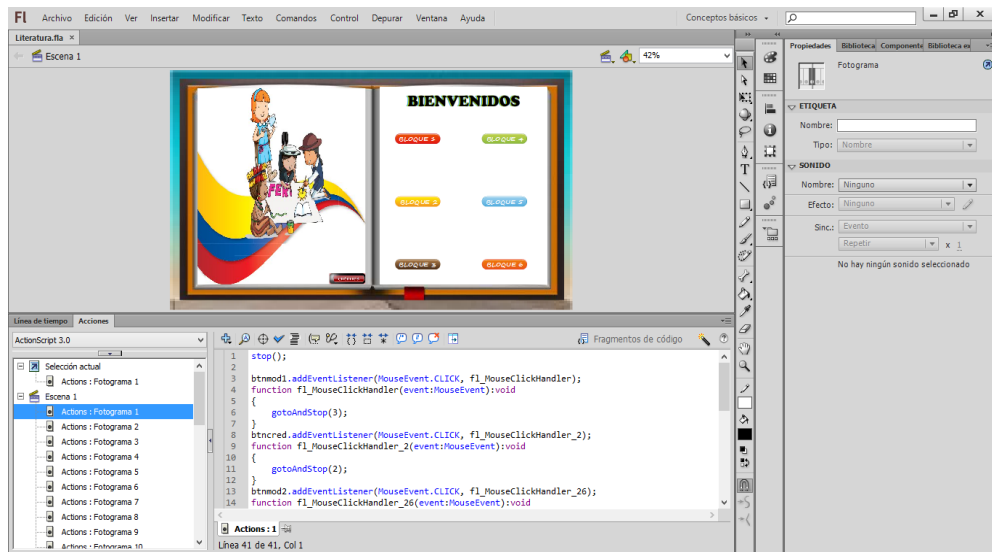 Fl Archivo Edición Ver Insertar Modificar Texto Comandos Control Depurar Ventana Ayuda Conceptos básicos
Literatura.fla ×
Escena 1 42%
BIENVENIDOS
BLOQUE 4
BLOQUE 2 BLOQUE 5
BLOQUE 3 BLOQUE 6
Línea de tiempo Acciones
ActionScript 3.0
Selección actual
Actions : Fotograma 1
Escena 1
Actions : Fotograma 1
Actions : Fotograma 2
Actions : Fotograma 3
Actions : Fotograma 4
Actions : Fotograma 5
Actions : Fotograma 6
Actions : Fotograma 7
Actions : Fotograma 8
Actions : Fotograma 9
Actions : Fotograma 10
Fragmentos de código
1 stop();
2
3 btnmod1.addEventListener(MouseEvent.CLICK, fl_MouseClickHandler);
4 function fl_MouseClickHandler(event:MouseEvent):void
5 {
6 gotoAndStop(3);
7 }
8 btncred.addEventListener(MouseEvent.CLICK, fl_MouseClickHandler_2);
9 function fl_MouseClickHandler_2(event:MouseEvent):void
10 {
11 gotoAndStop(2);
12 }
13 btnmod2.addEventListener(MouseEvent.CLICK, fl_MouseClickHandler_26);
14 function fl_MouseClickHandler_26(event:MouseEvent):void
Actions : 1
Línea 41 de 41, Col 1
Propiedades Biblioteca Componente Biblioteca ex
Fotograma
ETIQUETA
Nombre:
Tipo: Nombre
SONIDO
Nombre: Ninguno
Efecto: Ninguno
Sinc.: Evento
Repetir x 1
No hay ningún sonido seleccionado